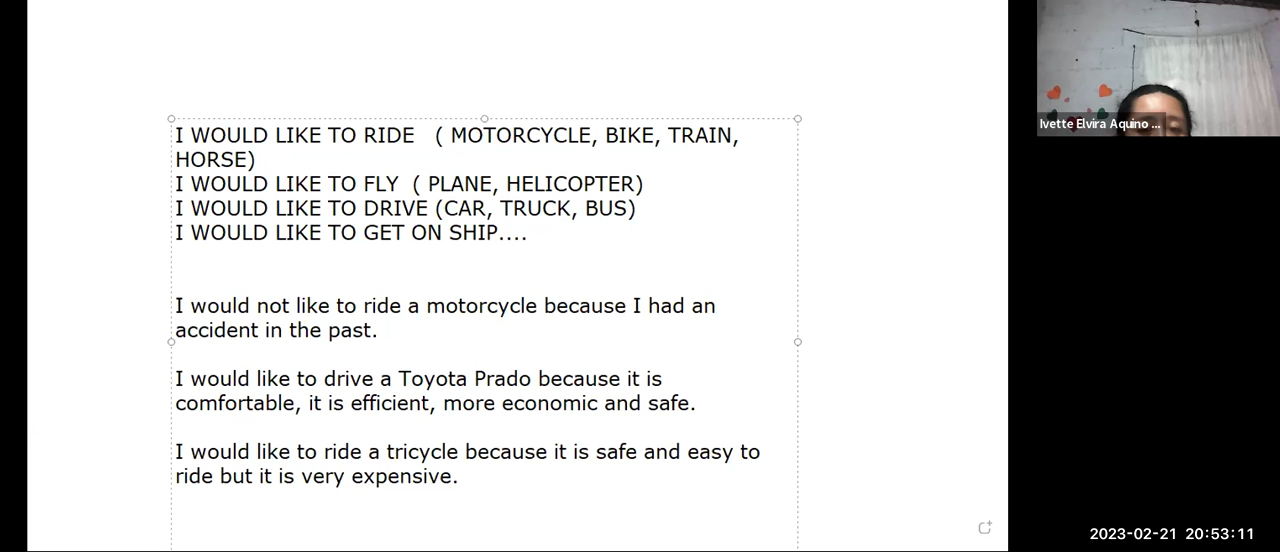 I WOULD LIKE TO RIDE   ( MOTORCYCLE, BIKE, TRAIN,
HORSE)
I WOULD LIKE TO FLY  ( PLANE, HELICOPTER)
I WOULD LIKE TO DRIVE (CAR, TRUCK, BUS)
I WOULD LIKE TO GET ON SHIP....
I would not like to ride a motorcycle because I had an
accident in the past.
I would like to drive a Toyota Prado because it is
comfortable, it is efficient, more economic and safe.
I would like to ride a tricycle because it is safe and easy to
ride but it is very expensive.
Ivette Elvira Aquino ...
2023-02-21 20:53:11